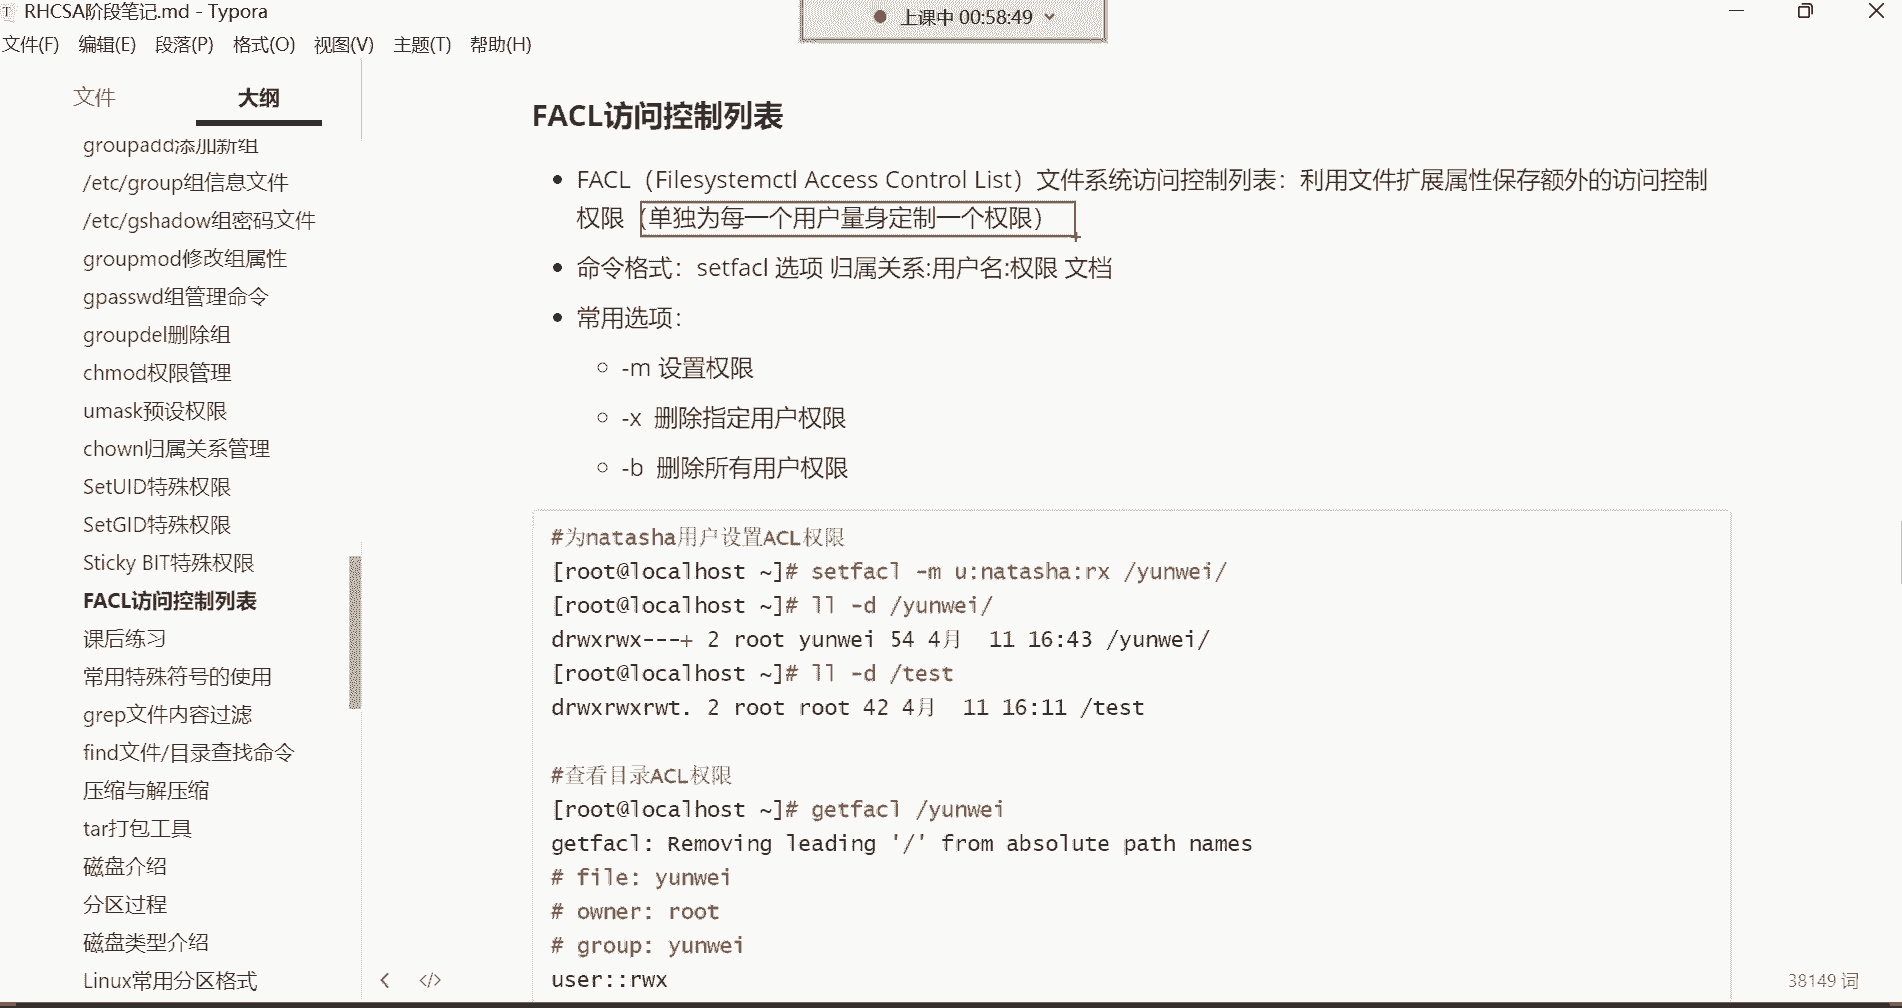 RHCSA阶段笔记.md - Typora
上课中 00:58:49
文件(F) 编辑(E) 段落(P) 格式(O) 视图(V) 主题(T) 帮助(H)
文件 大纲
groupadd添加新组
/etc/group组信息文件
/etc/gshadow组密码文件
groupmod修改组属性
gpasswd组管理命令
groupdel删除组
chmod权限管理
umask预设权限
chown归属关系管理
SetUID特殊权限
SetGID特殊权限
Sticky BIT特殊权限
FACL访问控制列表
课后练习
常用特殊符号的使用
grep文件内容过滤
find文件/目录查找命令
压缩与解压缩
tar打包工具
磁盘介绍
分区过程
磁盘类型介绍
Linux常用分区格式
FACL访问控制列表
FACL（Filesystemctl Access Control List）文件系统访问控制列表：利用文件扩展属性保存额外的访问控制
权限（单独为每一个用户量身定制一个权限）
命令格式：setfacl 选项 归属关系:用户名:权限 文档
常用选项：
-m 设置权限
-x 删除指定用户权限
-b 删除所有用户权限
#为natasha用户设置ACL权限
[root@localhost ~]# setfacl -m u:natasha:rx /yunwei/
[root@localhost ~]# ll -d /yunwei/
drwxrwx---+ 2 root yunwei 54 4月 11 16:43 /yunwei/
[root@localhost ~]# ll -d /test
drwxrwxrwt. 2 root root 42 4月 11 16:11 /test
#查看目录ACL权限
[root@localhost ~]# getfacl /yunwei
getfacl: Removing leading '/' from absolute path names
# file: yunwei
# owner: root
# group: yunwei
user::rwx
38149 词